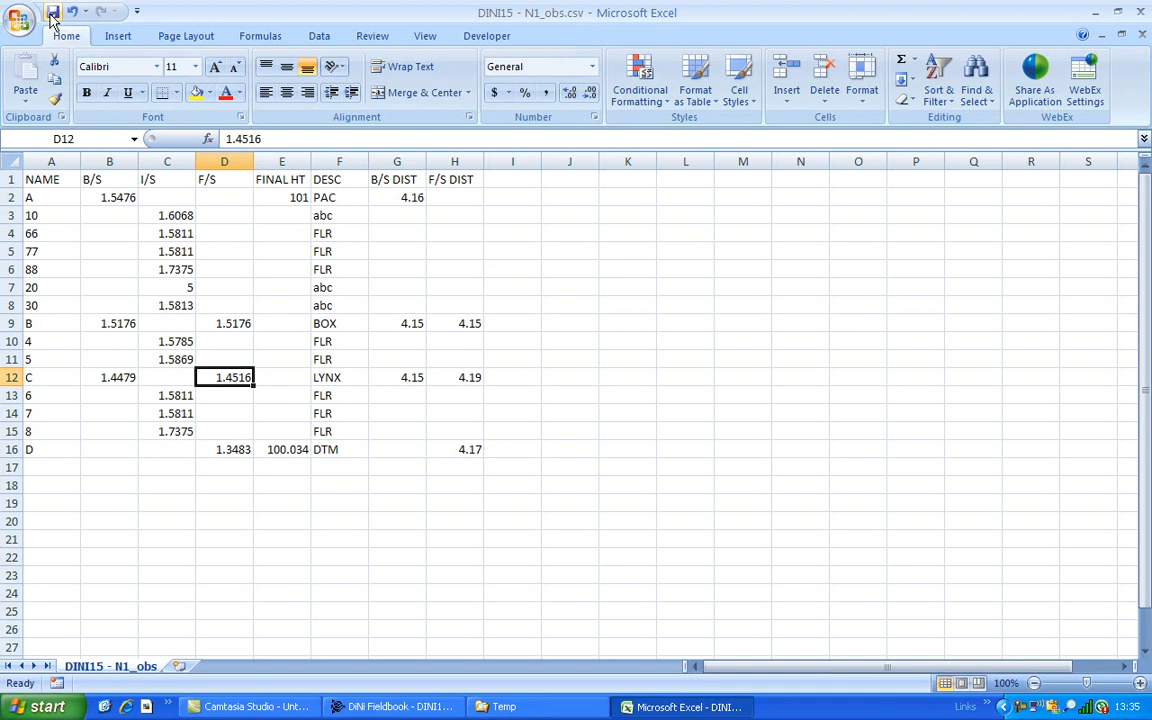 DINI15 - N1_obs.csv - Microsoft Excel
Home Insert Page Layout Formulas Data Review View Developer
Calibri 11 A A Wrap Text General
Paste B I U A Merge & Center $ % , .0 .00 .00 .0
Conditional Formatting Format as Table Cell Styles Insert Delete Format Σ Sort & Filter Find & Select Share As Application WebEx Settings
Clipboard Font Alignment Number Styles Cells Editing WebEx
D12 fx 1.4516
A B C D E F G H I J K L M N O P Q R S
1 NAME B/S I/S F/S FINAL HT DESC B/S DIST F/S DIST
2 A 1.5476 101 PAC 4.16
3 10 1.6068 abc
4 66 1.5811 FLR
5 77 1.5811 FLR
6 88 1.7375 FLR
7 20 5 abc
8 30 1.5813 abc
9 B 1.5176 1.5176 BOX 4.15 4.15
10 4 1.5785 FLR
11 5 1.5869 FLR
12 C 1.4479 1.4516 LYNX 4.15 4.19
13 6 1.5811 FLR
14 7 1.5811 FLR
15 8 1.7375 FLR
16 D 1.3483 100.034 DTM 4.17
17
18
19
20
21
22
23
24
25
26
27
DINI15 - N1_obs
Ready 100%
start Camtasia Studio - Unt... DiNi Fieldbook - DINI1... Temp Microsoft Excel - DINI... Links 13:35